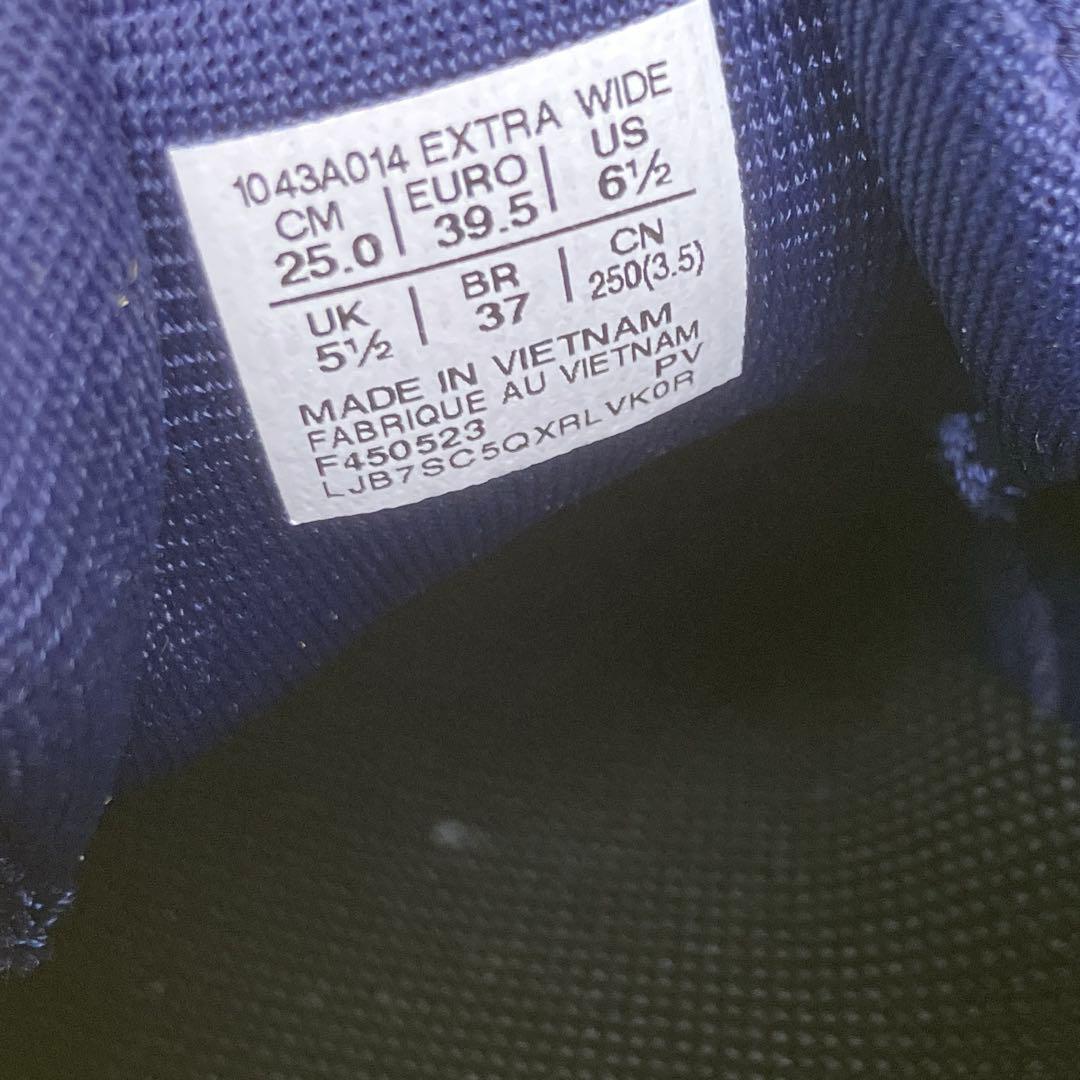 1043A014 EXTRA WIDE
CM | EURO | US
25.0 | 39.5 | 6½
UK | BR | CN
5½ | 37 | 250(3.5)
MADE IN VIETNAM
FABRIQUE AU VIETNAM
F450523 PV
LJB7SC5QXRLVK0R